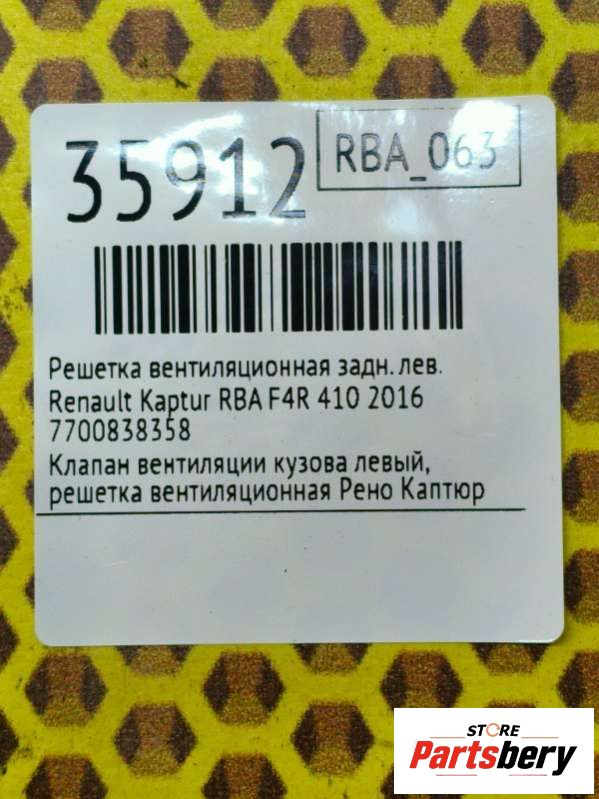 35912
RBA_063
Решетка вентиляционная задн. лев.
Renault Kaptur RBA F4R 410 2016
7700838358
Клапан вентиляции кузова левый,
решетка вентиляционная Рено Каптюр
STORE
Partsbery